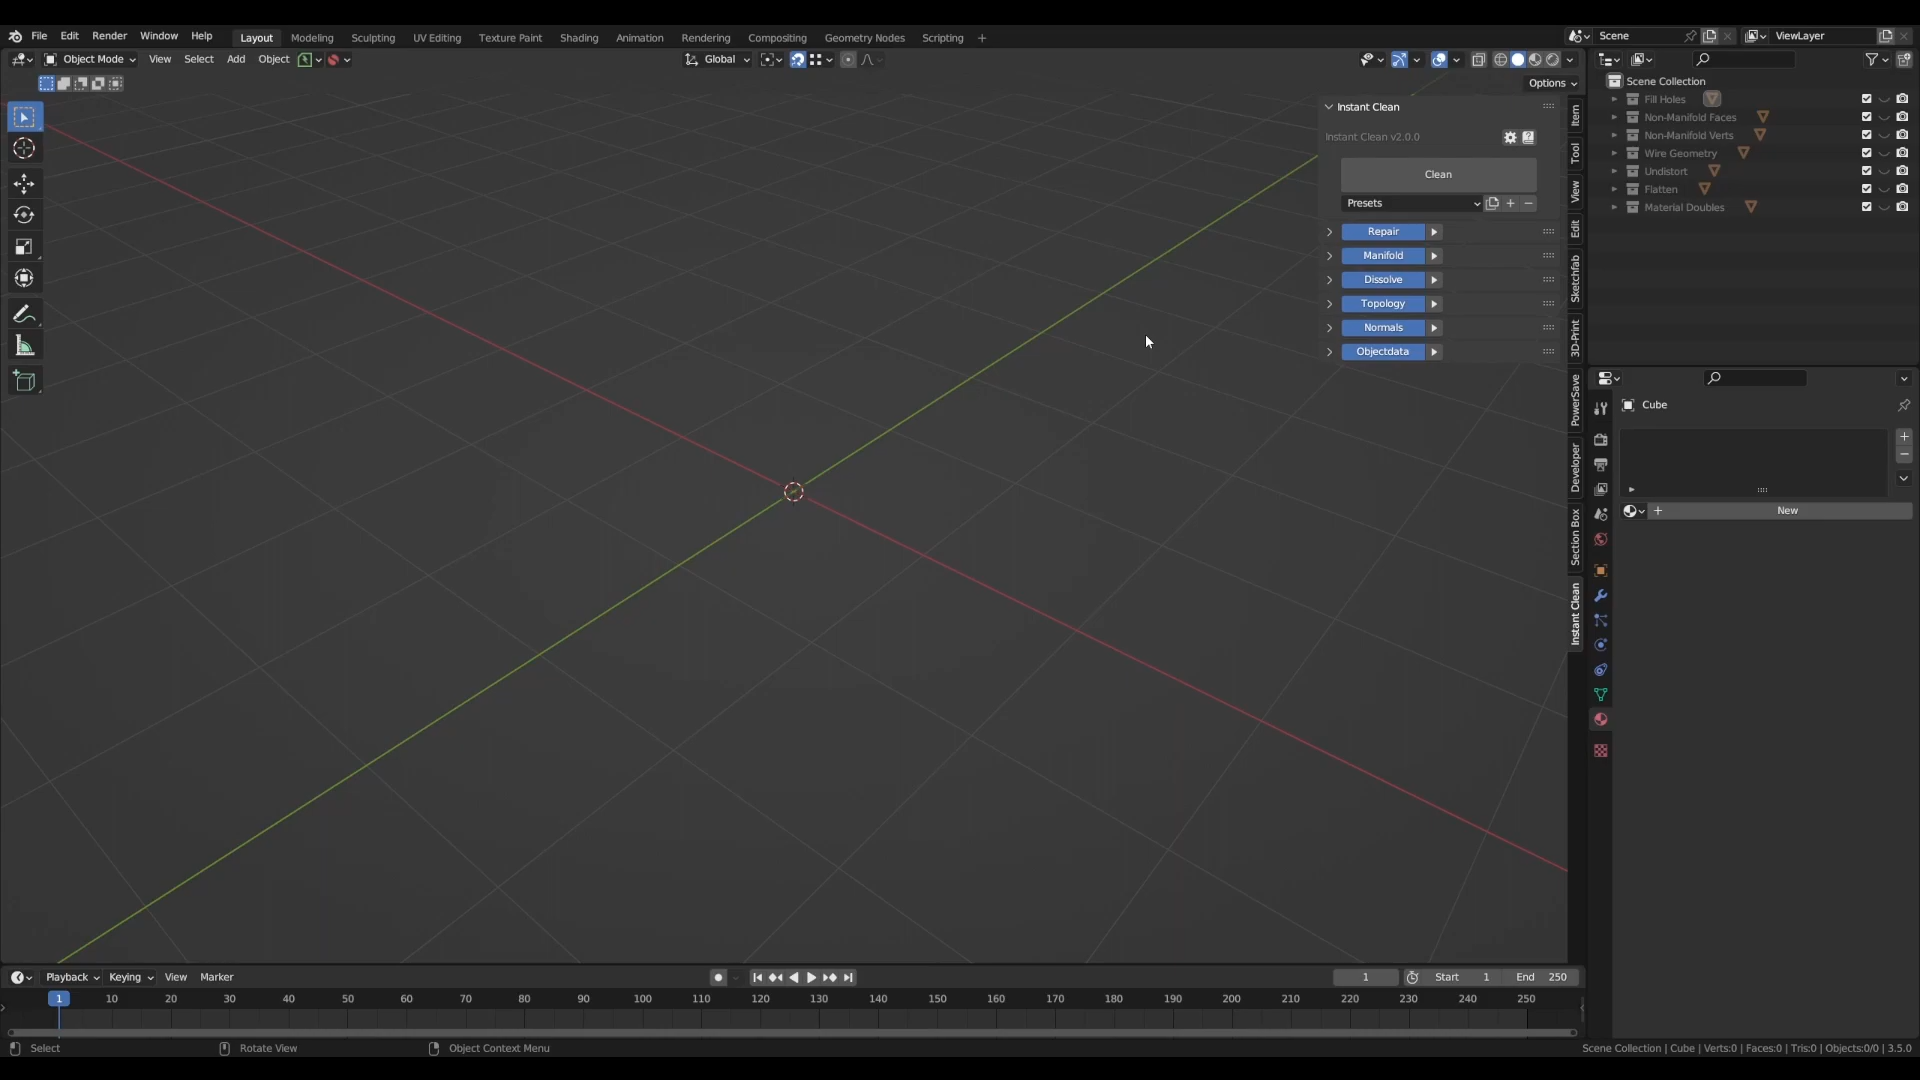 File Edit Render Window Help Layout Modeling Sculpting UV Editing Texture Paint Shading Animation Rendering Compositing Geometry Nodes Scripting + Scene ViewLayer
Object Mode View Select Add Object Global
Options
Instant Clean
Instant Clean v2.0.0
Clean
Presets
Repair
Manifold
Dissolve
Topology
Normals
Objectdata
Item
Tool
View
Edit
Sketchfab
3D-Print
PowerSave
Developer
Section Box
Instant Clean
Scene Collection
Fill Holes
Non-Manifold Faces
Non-Manifold Verts
Wire Geometry
Undistort
Flatten
Material Doubles
Cube
New
Playback Keying View Marker 1 Start 1 End 250
1 10 20 30 40 50 60 70 80 90 100 110 120 130 140 150 160 170 180 190 200 210 220 230 240 250
Select Rotate View Object Context Menu Scene Collection | Cube | Verts:0 | Faces:0 | Tris:0 | Objects:0/0 | 3.5.0